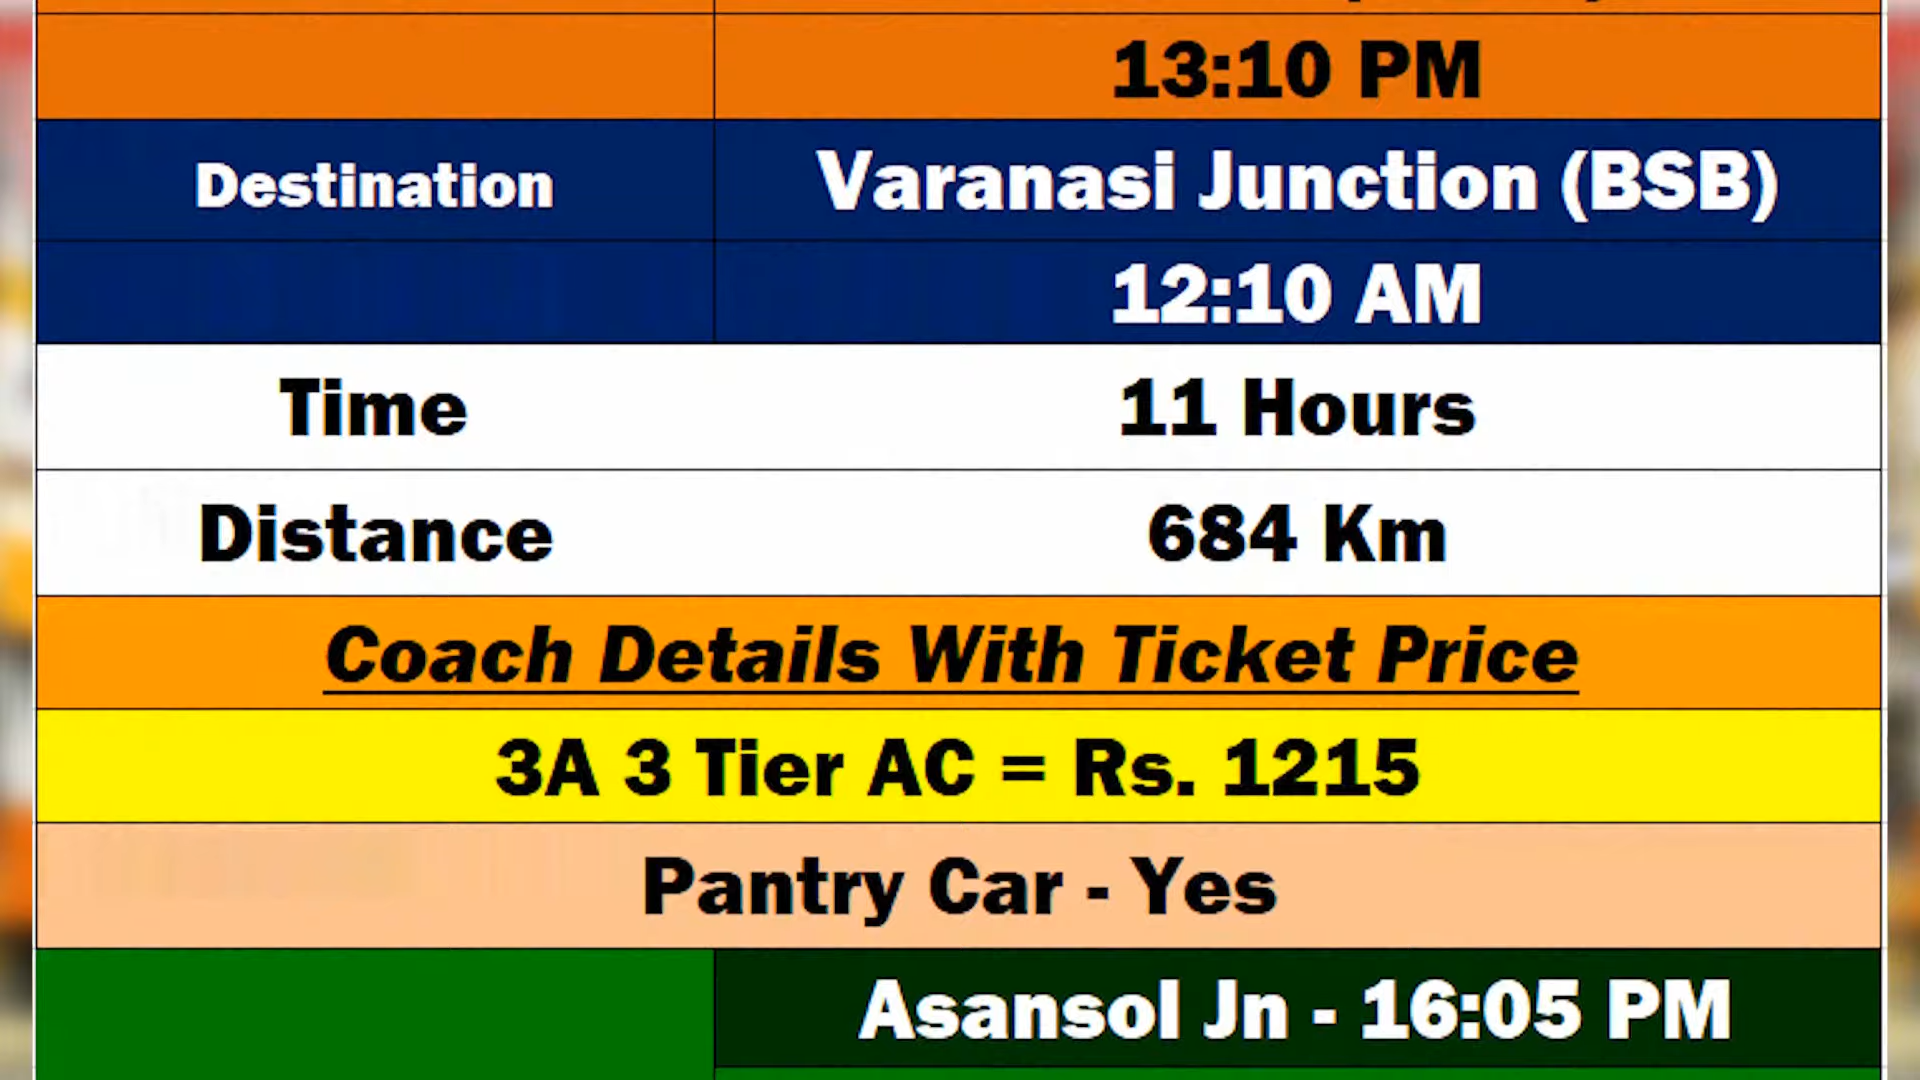 13:10 PM
Destination
Varanasi Junction (BSB)
12:10 AM
Time
11 Hours
Distance
684 Km
Coach Details With Ticket Price
3A 3 Tier AC = Rs. 1215
Pantry Car - Yes
Asansol Jn - 16:05 PM